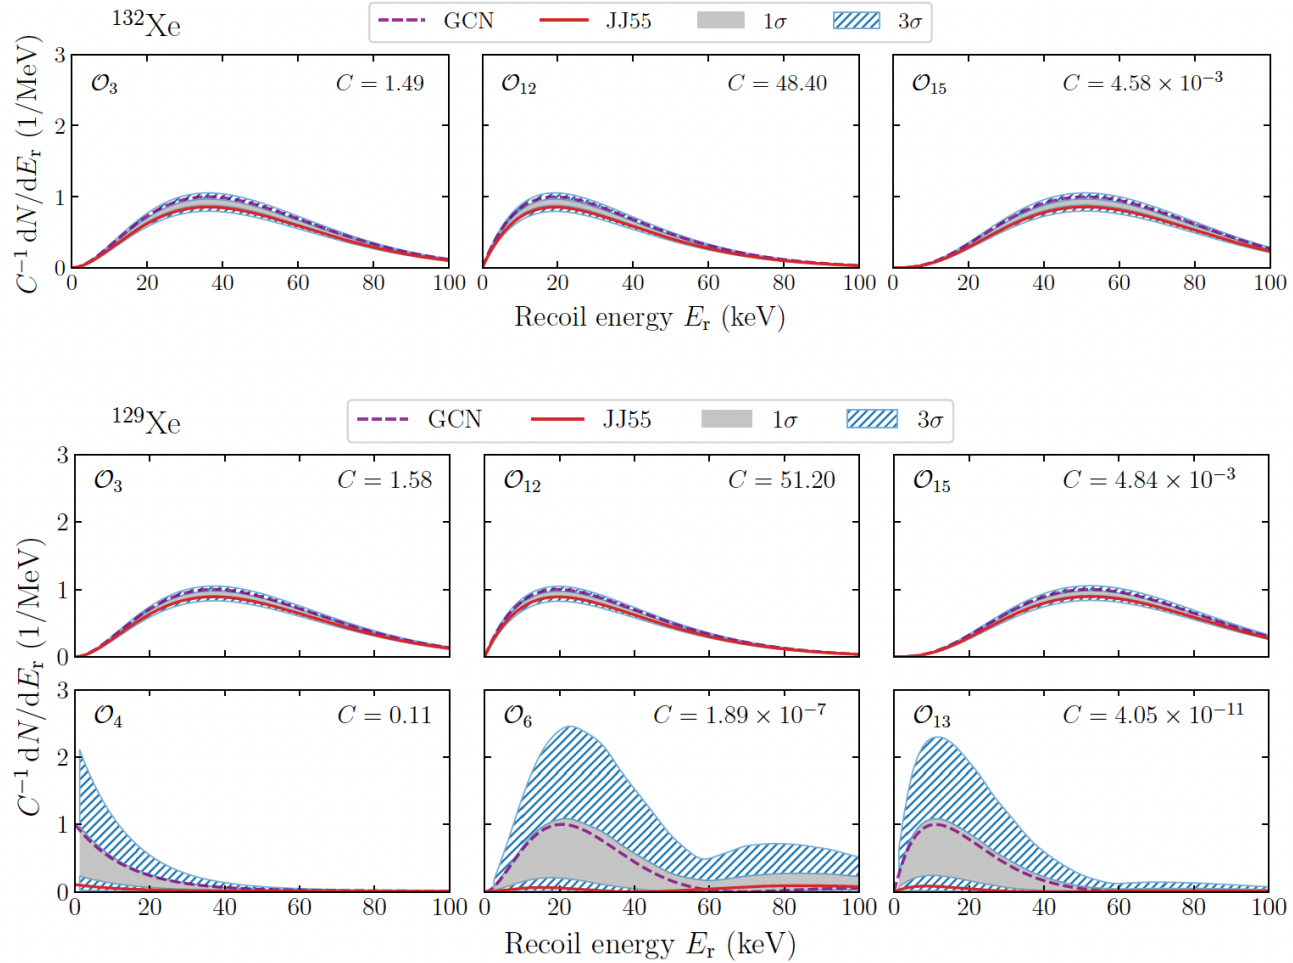 ¹³²Xe
GCN JJ55 1σ 3σ
C⁻¹ dN/dEᵣ (1/MeV)
3
2
1
0
𝒪₃ C = 1.49
𝒪₁₂ C = 48.40
𝒪₁₅ C = 4.58 × 10⁻³
0 20 40 60 80 100
0 20 40 60 80 100
0 20 40 60 80 100
Recoil energy Eᵣ (keV)
¹²⁹Xe
GCN JJ55 1σ 3σ
C⁻¹ dN/dEᵣ (1/MeV)
3
2
1
0
𝒪₃ C = 1.58
𝒪₁₂ C = 51.20
𝒪₁₅ C = 4.84 × 10⁻³
3
2
1
0
𝒪₄ C = 0.11
𝒪₆ C = 1.89 × 10⁻⁷
𝒪₁₃ C = 4.05 × 10⁻¹¹
0 20 40 60 80 100
0 20 40 60 80 100
0 20 40 60 80 100
Recoil energy Eᵣ (keV)